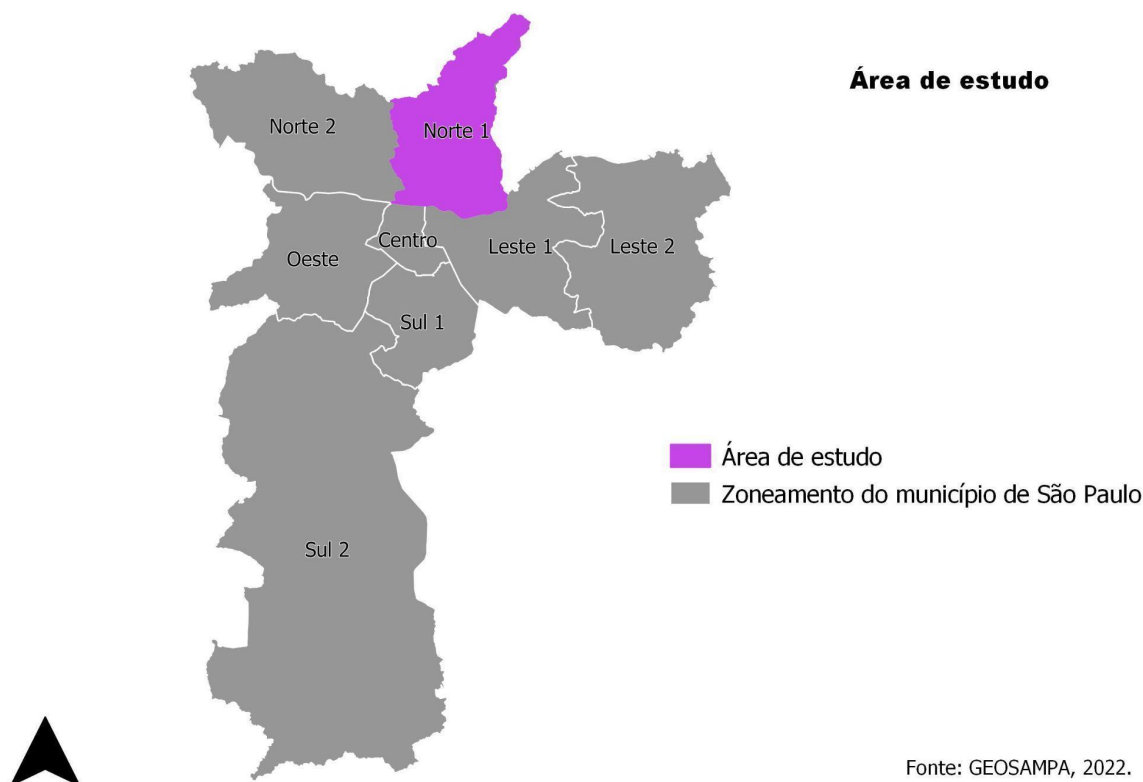 Área de estudo
Norte 2
Norte 1
Centro
Oeste
Leste 1
Leste 2
Sul 1
Área de estudo
Zoneamento do município de São Paulo
Sul 2
Fonte: GEOSAMPA, 2022.